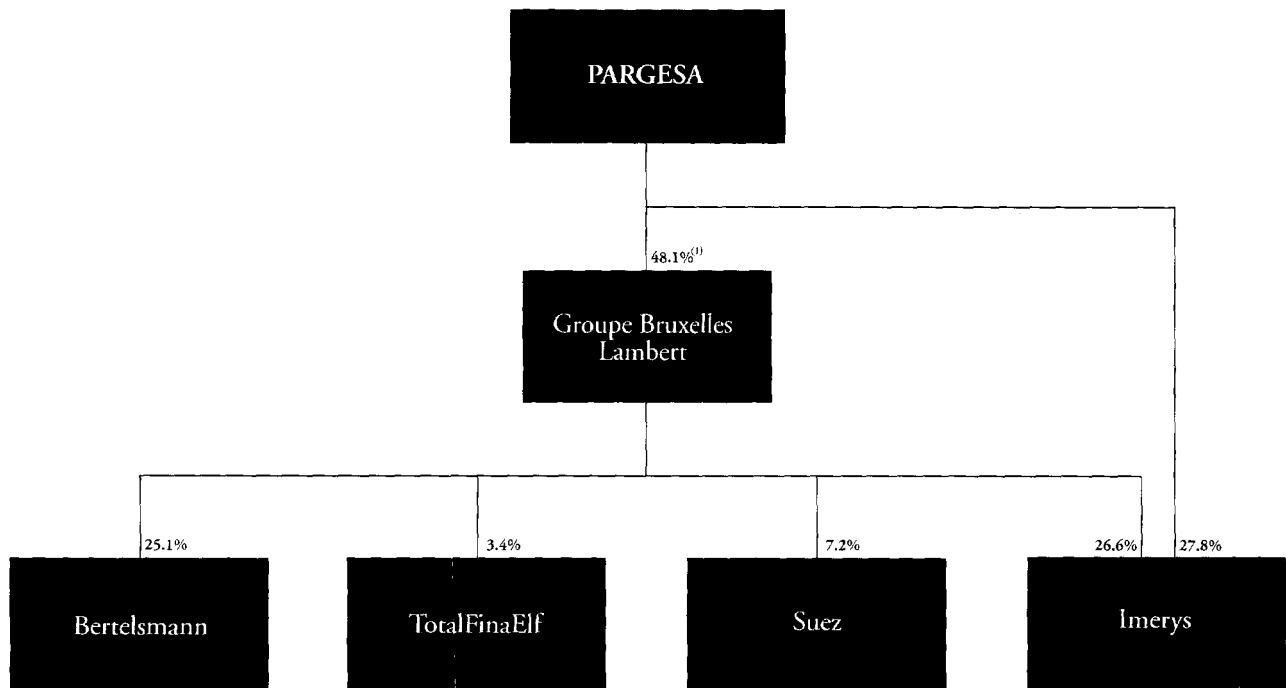 PARGESA
48.1%(1)
Groupe Bruxelles
Lambert
25.1%
3.4%
7.2%
26.6%
27.8%
Bertelsmann
TotalFinaElf
Suez
Imerys